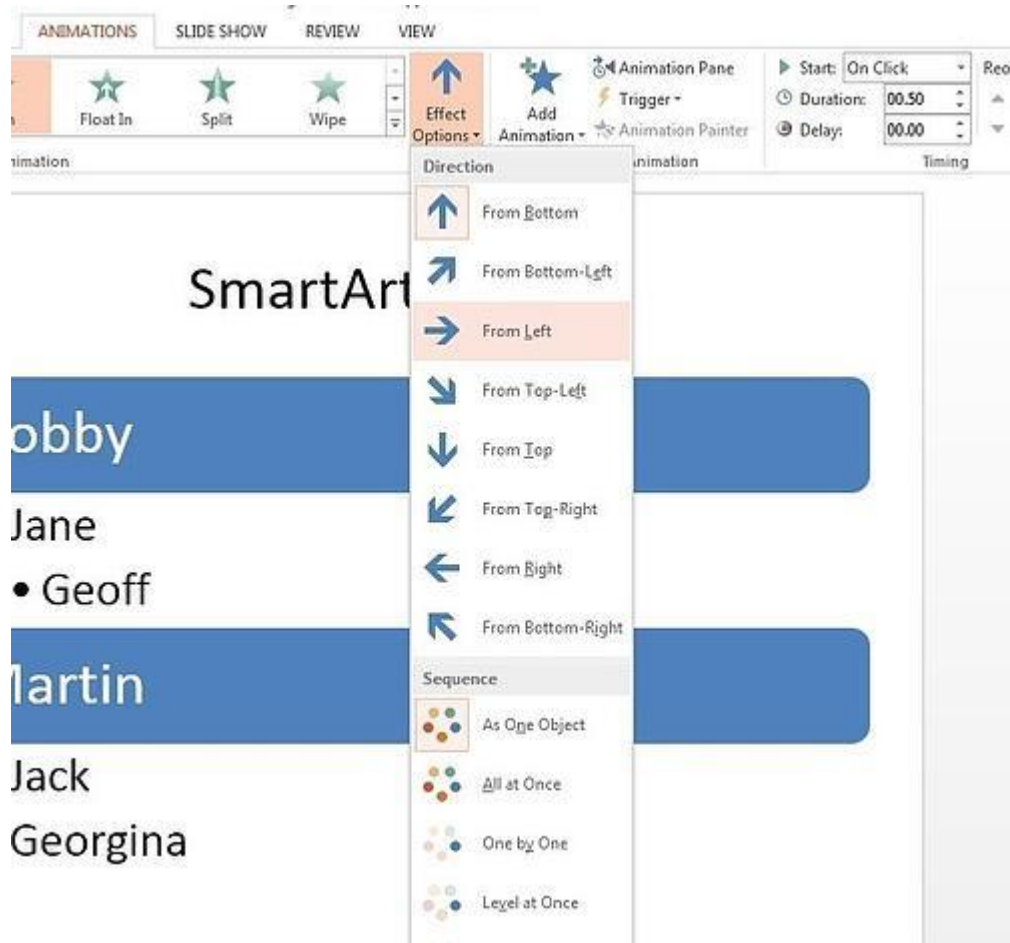 ANIMATIONS SLIDE SHOW REVIEW VIEW
Float In Split Wipe
Effect Options
Add Animation
Animation Pane
Trigger
Animation Painter
Start: On Click
Duration: 00.50
Delay: 00.00
Timing
Direction
From Bottom
From Bottom-Left
From Left
From Top-Left
From Top
From Top-Right
From Right
From Bottom-Right
Sequence
As One Object
All at Once
One by One
Level at Once
SmartArt
obby
Jane
• Geoff
artin
Jack
Georgina